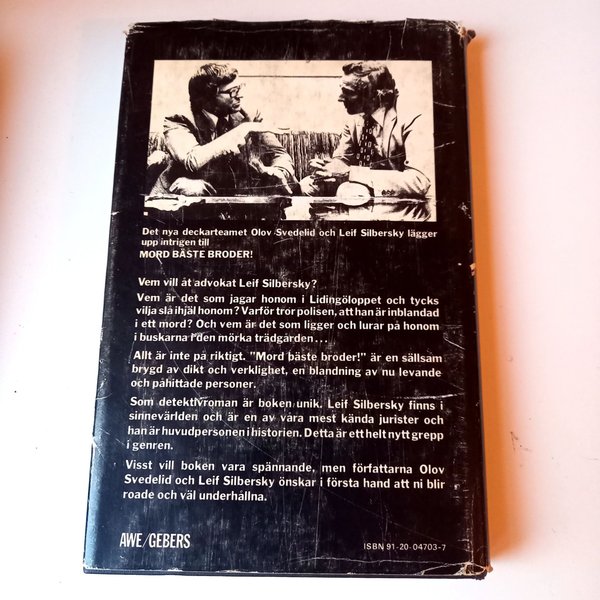 Det nya deckarteamet Olov Svedelid och Leif Silbersky lägger
upp intrigen till
MORD BÄSTE BRODER!
Vem vill åt advokat Leif Silbersky?
Vem är det som jagar honom i Lidingöloppet och tycks
vilja slå ihjäl honom? Varför tror polisen, att han är inblandad
i ett mord? Och vem är det som ligger och lurar på honom
i buskarna i den mörka trädgården...
Allt är inte på riktigt. "Mord bäste broder!" är en sällsam
brygd av dikt och verklighet, en blandning av nu levande
och påhittade personer.
Som detektivroman är boken unik. Leif Silbersky finns i
sinnevärlden och är en av våra mest kända jurister och
han är huvudpersonen i historien. Detta är ett helt nytt grepp
i genren.
Visst vill boken vara spännande, men författarna Olov
Svedelid och Leif Silbersky önskar i första hand att ni blir
roade och väl underhållna.
AWE/GEBERS
ISBN 91-20-04703-7